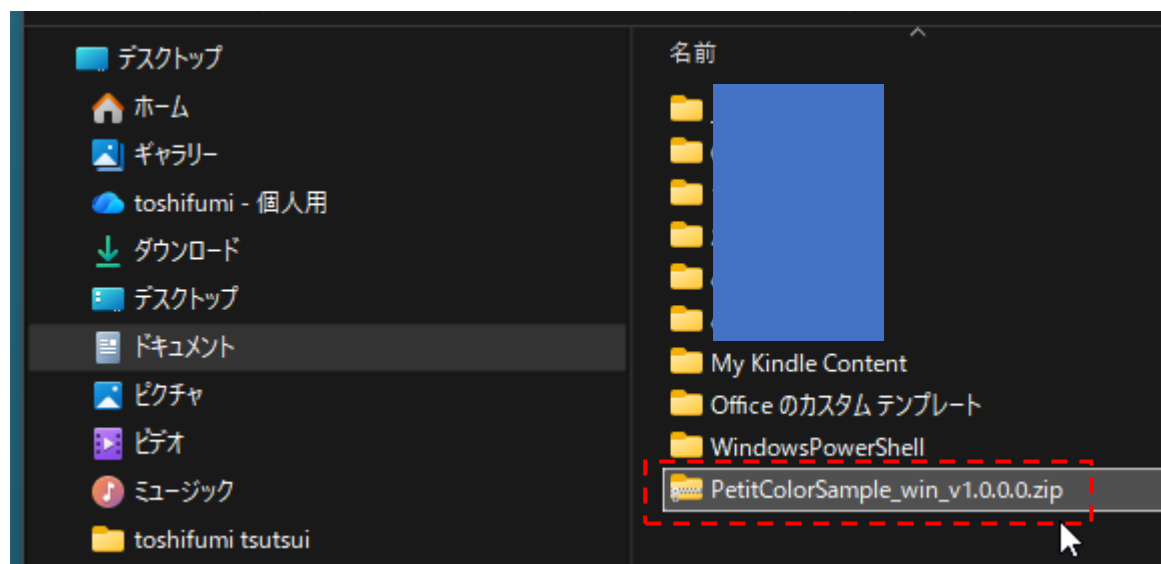 デスクトップ
ホーム
ギャラリー
toshifumi - 個人用
ダウンロード
デスクトップ
ドキュメント
ピクチャ
ビデオ
ミュージック
toshifumi tsutsui
名前
My Kindle Content
Office のカスタム テンプレート
WindowsPowerShell
PetitColorSample_win_v1.0.0.0.zip